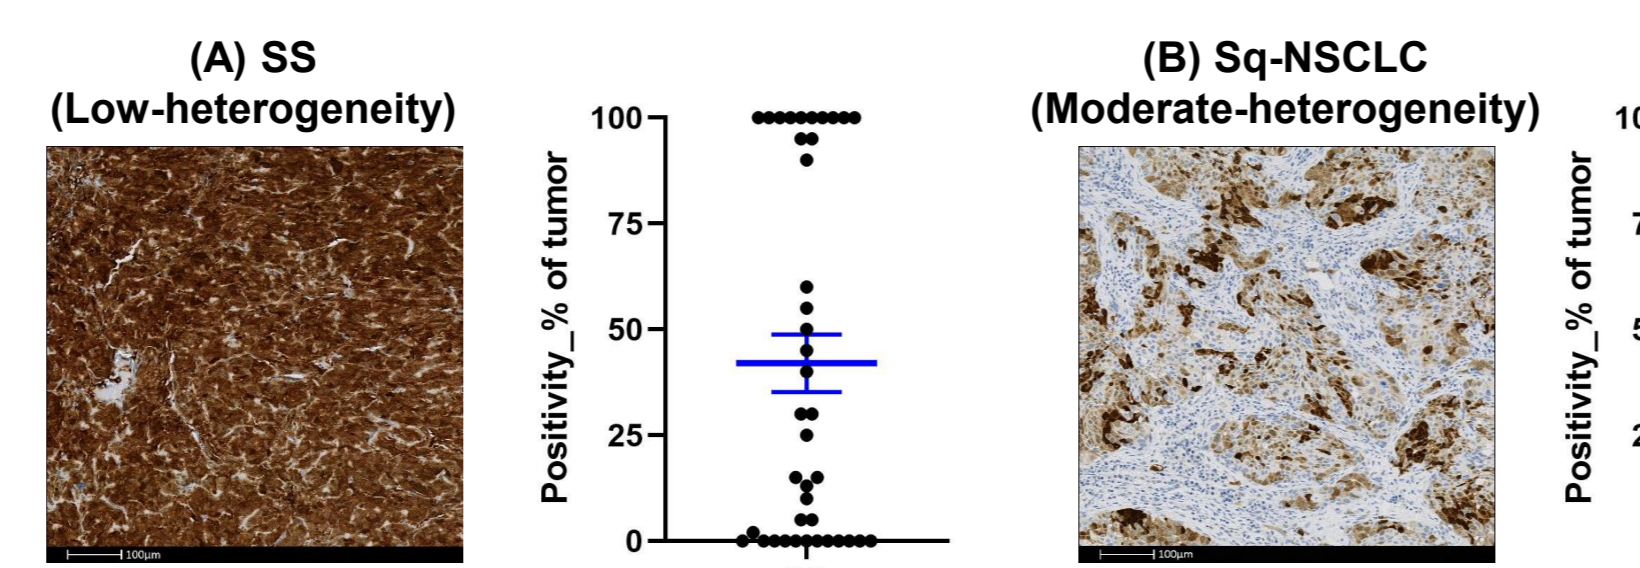 (A) SS
(Low-heterogeneity)
Positivity_% of tumor
100
75
50
25
0
100µm
(B) Sq-NSCLC
(Moderate-heterogeneity)
100µm
Positivity_% of tumor